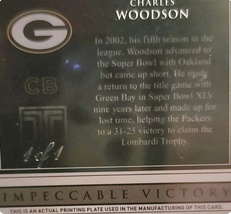 CHARLES
WOODSON
G
In 2002, his fifth season in the
league, Woodson advanced to
the Super Bowl with Oakland
but came up short. He made
a return to the title game with
Green Bay in Super Bowl XLV
nine years later and made up for
lost time, helping the Packers
to a 31-25 victory to claim the
Lombardi Trophy
CB
1 of 1
IMPECCABLE VICTORY
THIS IS AN ACTUAL PRINTING PLATE USED IN THE MANUFACTURING OF THIS CARD.